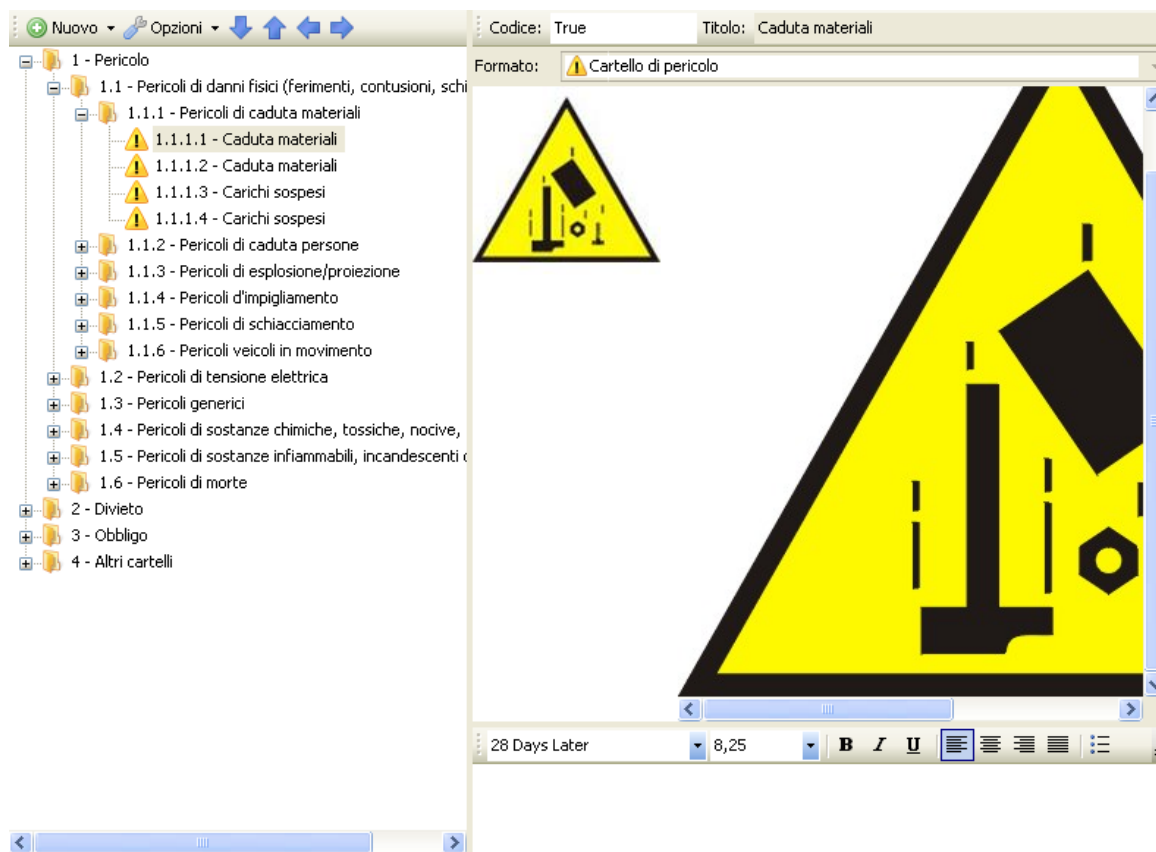 Nuovo Opzioni
Codice: True Titolo: Caduta materiali
Formato: Cartello di pericolo
1 - Pericolo
1.1 - Pericoli di danni fisici (ferimenti, contusioni, schi
1.1.1 - Pericoli di caduta materiali
1.1.1.1 - Caduta materiali
1.1.1.2 - Caduta materiali
1.1.1.3 - Carichi sospesi
1.1.1.4 - Carichi sospesi
1.1.2 - Pericoli di caduta persone
1.1.3 - Pericoli di esplosione/proiezione
1.1.4 - Pericoli d'impigliamento
1.1.5 - Pericoli di schiacciamento
1.1.6 - Pericoli veicoli in movimento
1.2 - Pericoli di tensione elettrica
1.3 - Pericoli generici
1.4 - Pericoli di sostanze chimiche, tossiche, nocive,
1.5 - Pericoli di sostanze infiammabili, incandescenti
1.6 - Pericoli di morte
2 - Divieto
3 - Obbligo
4 - Altri cartelli
28 Days Later 8,25 B I U